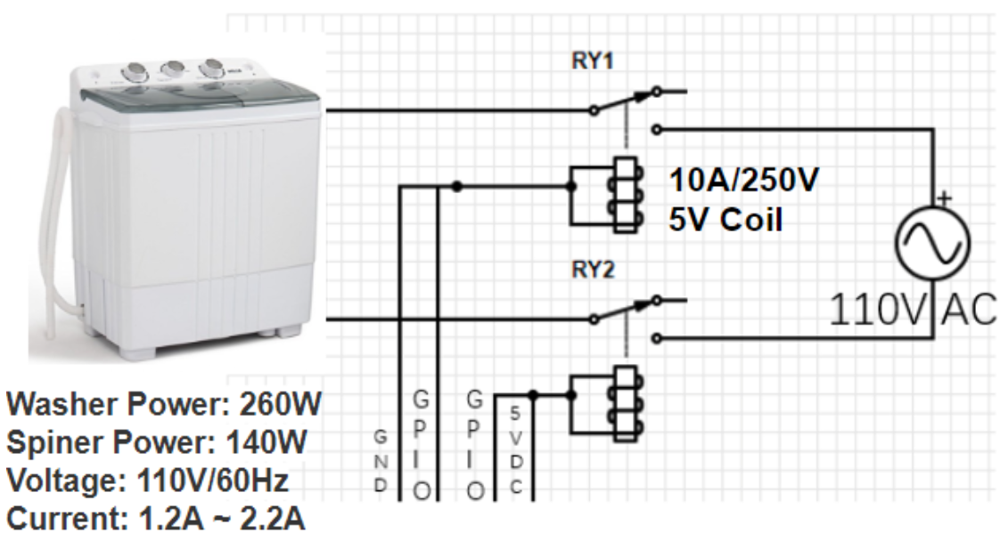 RY1
10A/250V
5V Coil
+
RY2
110V AC
Washer Power: 260W
Spiner Power: 140W
Voltage: 110V/60Hz
Current: 1.2A ~ 2.2A
GND
GPIO
GPIO
5VDC